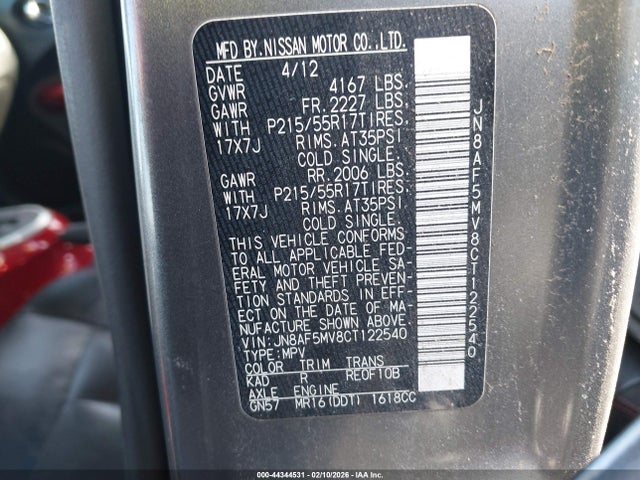 MFD BY.NISSAN MOTOR CO.,LTD.
DATE 4/12
GVWR 4167 LBS.
GAWR FR. 2227 LBS.
WITH P215/55R17TIRES.
17X7J RIMS. AT35PSI
COLD SINGLE.
GAWR RR. 2006 LBS.
WITH P215/55R17TIRES.
17X7J RIMS. AT35PSI
COLD SINGLE.
THIS VEHICLE CONFORMS
TO ALL APPLICABLE FED-
ERAL MOTOR VEHICLE SA-
FETY AND THEFT PREVEN-
TION STANDARDS IN EFF-
ECT ON THE DATE OF MA-
NUFACTURE SHOWN ABOVE.
VIN:JN8AF5MV8CT122540
TYPE:MPV
COLOR TRIM TRANS
KAD R RE0F10B
AXLE ENGINE
GN57 MR16(DDT) 1618CC
JN8AF5MV8CT122540
000-44344531 - 02/10/2026 - IAA Inc.